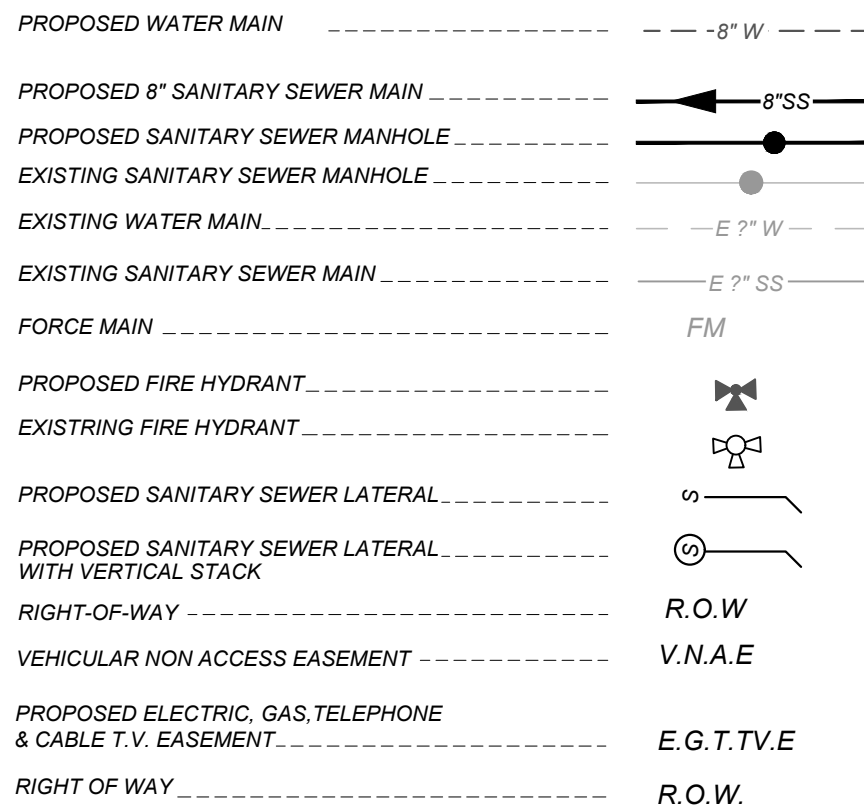 PROPOSED WATER MAIN 8" W
PROPOSED 8" SANITARY SEWER MAIN 8"SS
PROPOSED SANITARY SEWER MANHOLE
EXISTING SANITARY SEWER MANHOLE
EXISTING WATER MAIN E ?" W
EXISTING SANITARY SEWER MAIN E ?" SS
FORCE MAIN FM
PROPOSED FIRE HYDRANT
EXISTRING FIRE HYDRANT
PROPOSED SANITARY SEWER LATERAL S
PROPOSED SANITARY SEWER LATERAL S
WITH VERTICAL STACK
RIGHT-OF-WAY R.O.W
VEHICULAR NON ACCESS EASEMENT V.N.A.E
PROPOSED ELECTRIC, GAS,TELEPHONE
& CABLE T.V. EASEMENT E.G.T.TV.E
RIGHT OF WAY R.O.W.